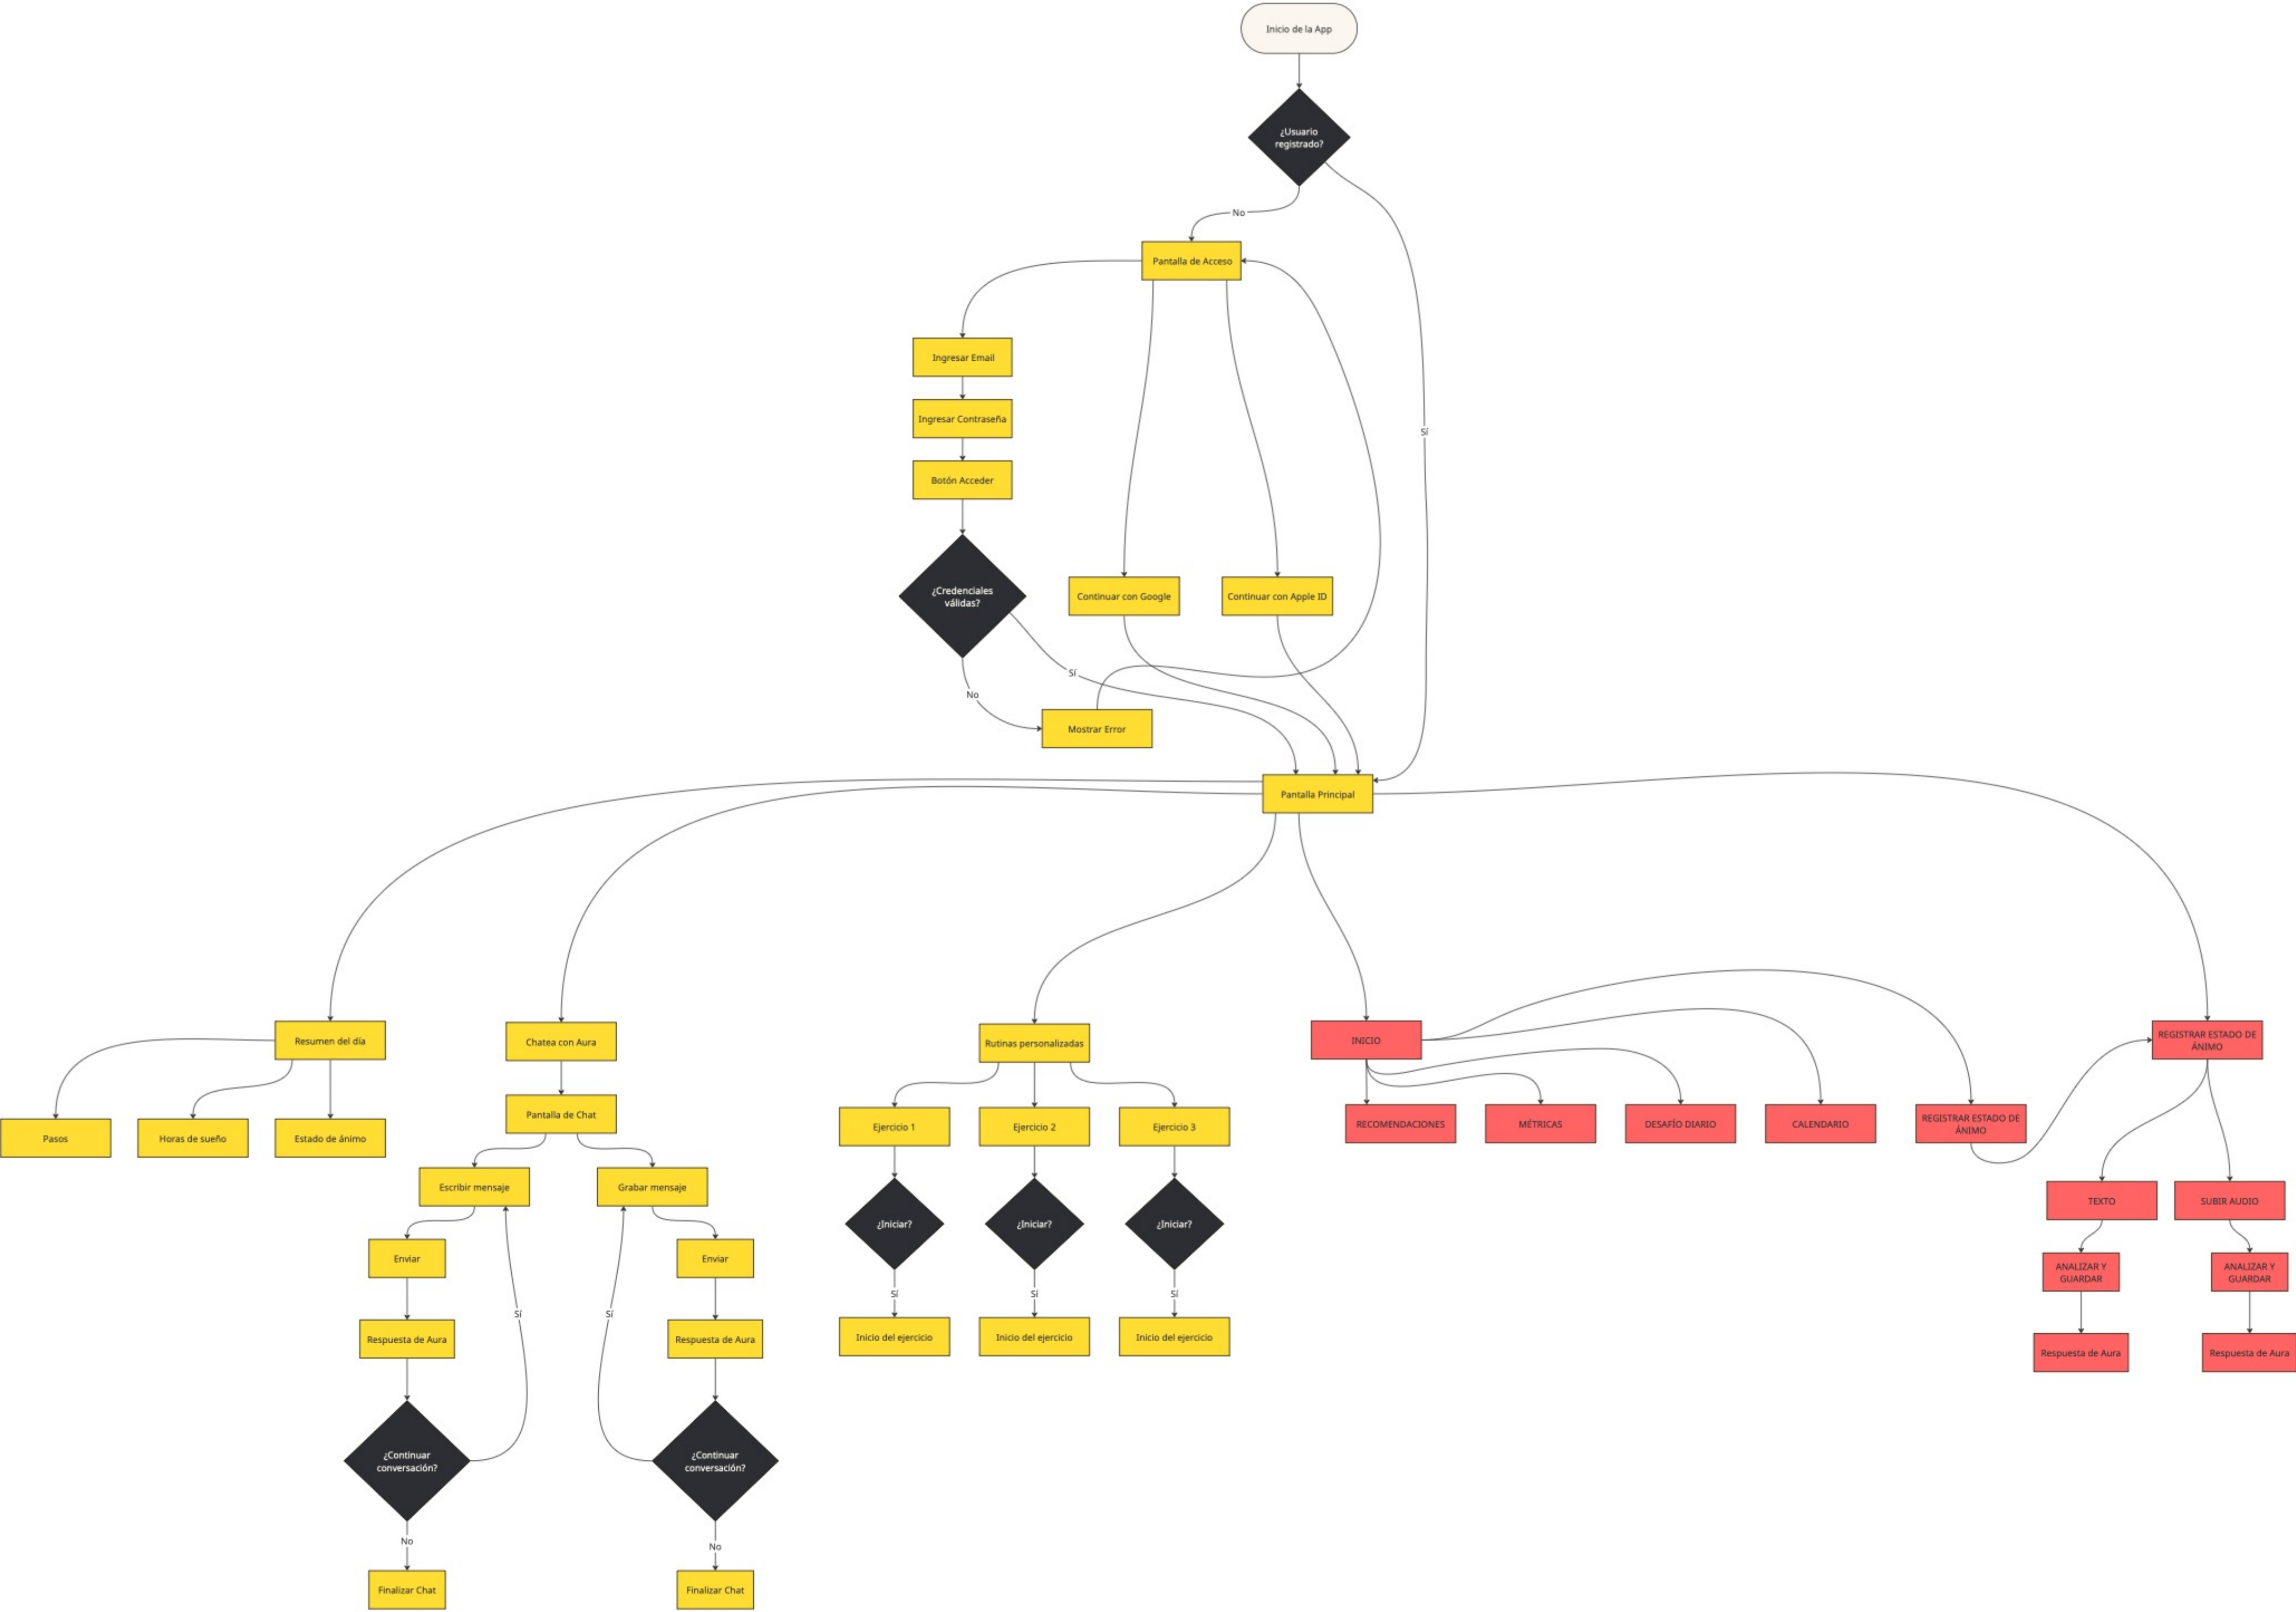 Inicio de la App
¿Usuario
registrado?
No
Pantalla de Acceso
Ingresar Email
Ingresar Contraseña
Sí
Botón Acceder
¿Credenciales
válidas?
Continuar con Google
Continuar con Apple ID
Sí
No
Mostrar Error
Pantalla Principal
Resumen del día
Chatea con Aura
Rutinas personalizadas
INICIO
REGISTRAR ESTADO DE
ÁNIMO
Pasos
Horas de sueño
Estado de ánimo
Pantalla de Chat
Ejercicio 1
Ejercicio 2
Ejercicio 3
RECOMENDACIONES
MÉTRICAS
DESAFÍO DIARIO
CALENDARIO
REGISTRAR ESTADO DE
ÁNIMO
Escribir mensaje
Grabar mensaje
TEXTO
SUBIR AUDIO
¿Iniciar?
¿Iniciar?
¿Iniciar?
Enviar
Enviar
ANALIZAR Y
GUARDAR
ANALIZAR Y
GUARDAR
Sí
Sí
Sí
Sí
Sí
Respuesta de Aura
Respuesta de Aura
Inicio del ejercicio
Inicio del ejercicio
Inicio del ejercicio
Respuesta de Aura
Respuesta de Aura
¿Continuar
conversación?
¿Continuar
conversación?
No
No
Finalizar Chat
Finalizar Chat